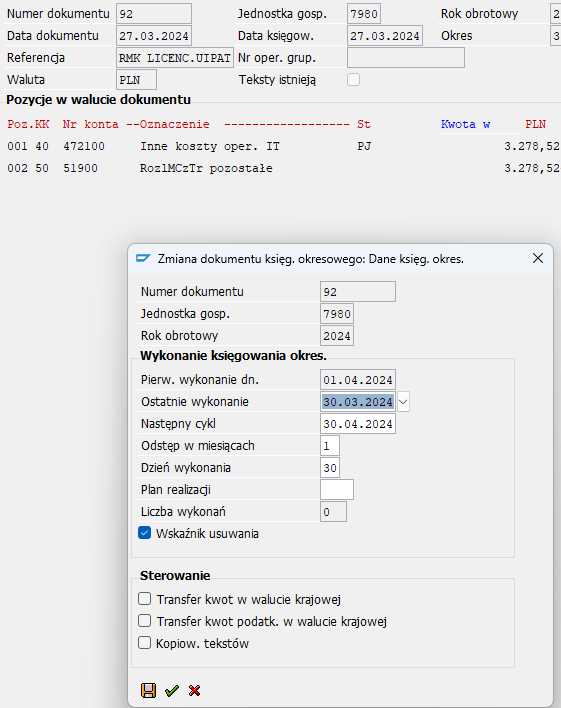 Numer dokumentu 92 Jednostka gosp. 7980 Rok obrotowy 2
Data dokumentu 27.03.2024 Data księgow. 27.03.2024 Okres 3
Referencja RMK LICENC.UIPAT Nr oper. grup.
Waluta PLN Teksty istnieją
Pozycje w walucie dokumentu
Poz.KK Nr konta --Oznaczenie ------------------ St Kwota w PLN
001 40 472100 Inne koszty oper. IT PJ 3.278,52
002 50 51900 RozlMCzTr pozostałe 3.278,52
Zmiana dokumentu księg. okresowego: Dane księg. okres.
Numer dokumentu 92
Jednostka gosp. 7980
Rok obrotowy 2024
Wykonanie księgowania okres.
Pierw. wykonanie dn. 01.04.2024
Ostatnie wykonanie 30.03.2024
Następny cykl 30.04.2024
Odstęp w miesiącach 1
Dzień wykonania 30
Plan realizacji
Liczba wykonań 0
Wskaźnik usuwania
Sterowanie
Transfer kwot w walucie krajowej
Transfer kwot podatk. w walucie krajowej
Kopiow. tekstów